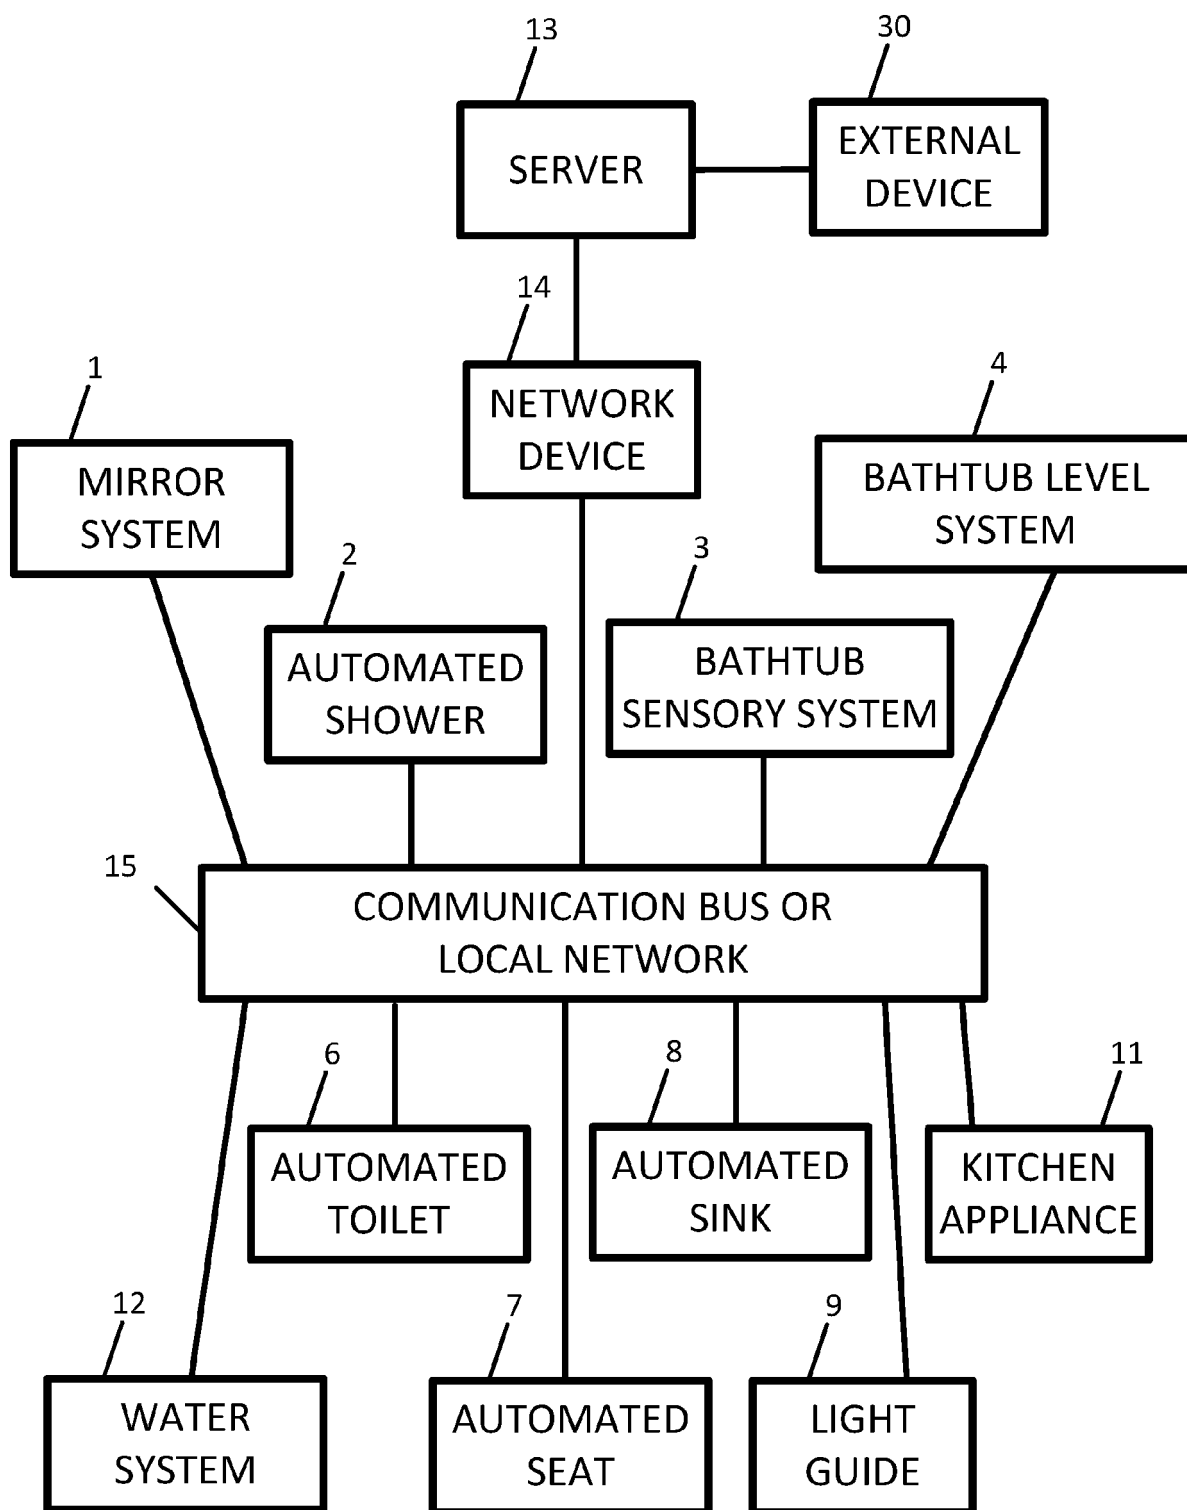 13
30
SERVER
EXTERNAL
DEVICE
14
NETWORK
DEVICE
1
MIRROR
SYSTEM
4
BATHTUB LEVEL
SYSTEM
2
AUTOMATED
SHOWER
3
BATHTUB
SENSORY SYSTEM
15
COMMUNICATION BUS OR
LOCAL NETWORK
6
AUTOMATED
TOILET
8
AUTOMATED
SINK
11
KITCHEN
APPLIANCE
12
WATER
SYSTEM
7
AUTOMATED
SEAT
9
LIGHT
GUIDE